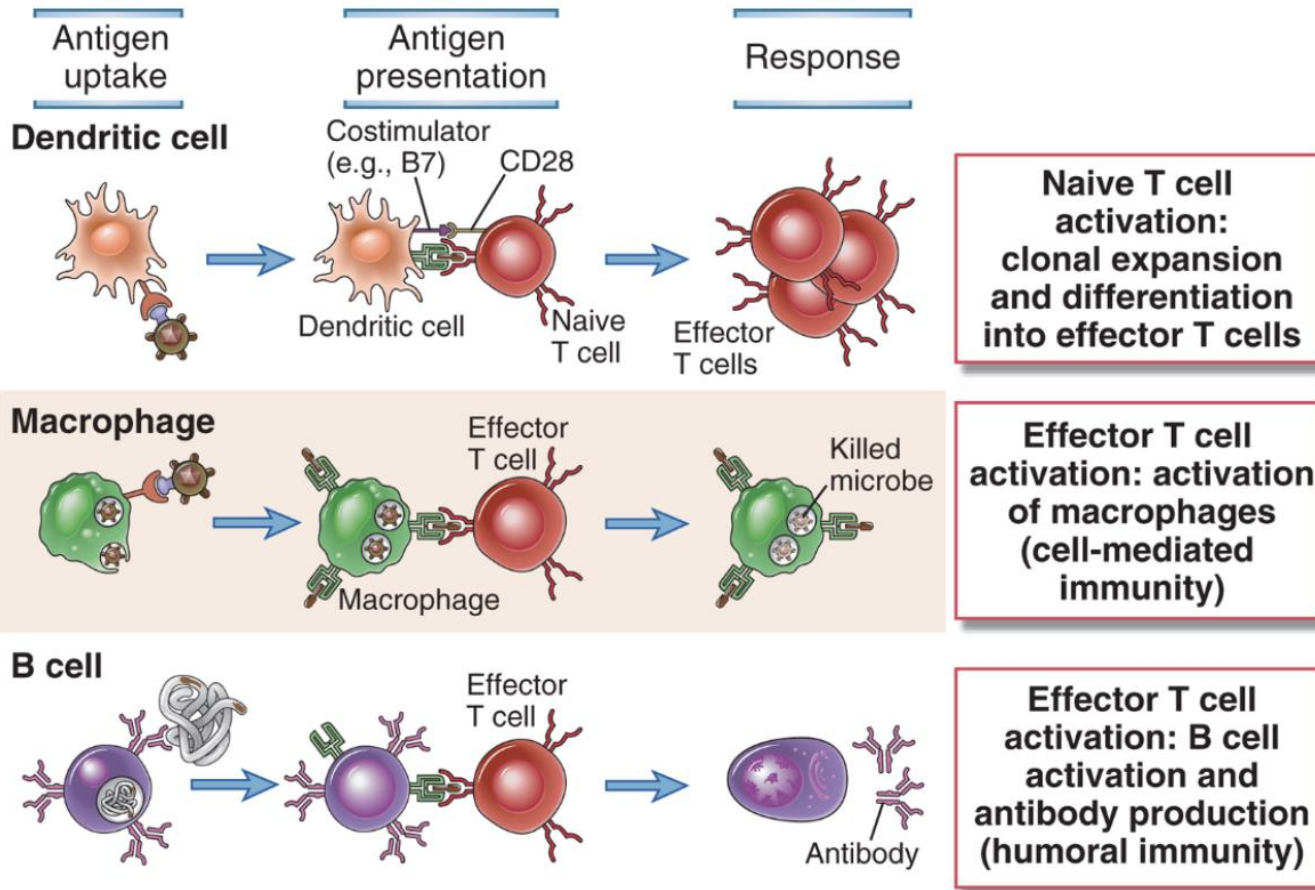 Antigen
uptake
Antigen
presentation
Response
Dendritic cell
Costimulator
(e.g., B7)
CD28
Dendritic cell
Naive
T cell
Effector
T cells
Naive T cell
activation:
clonal expansion
and differentiation
into effector T cells
Macrophage
Effector
T cell
Macrophage
Killed
microbe
Effector T cell
activation: activation
of macrophages
(cell-mediated
immunity)
B cell
Effector
T cell
Antibody
Effector T cell
activation: B cell
activation and
antibody production
(humoral immunity)